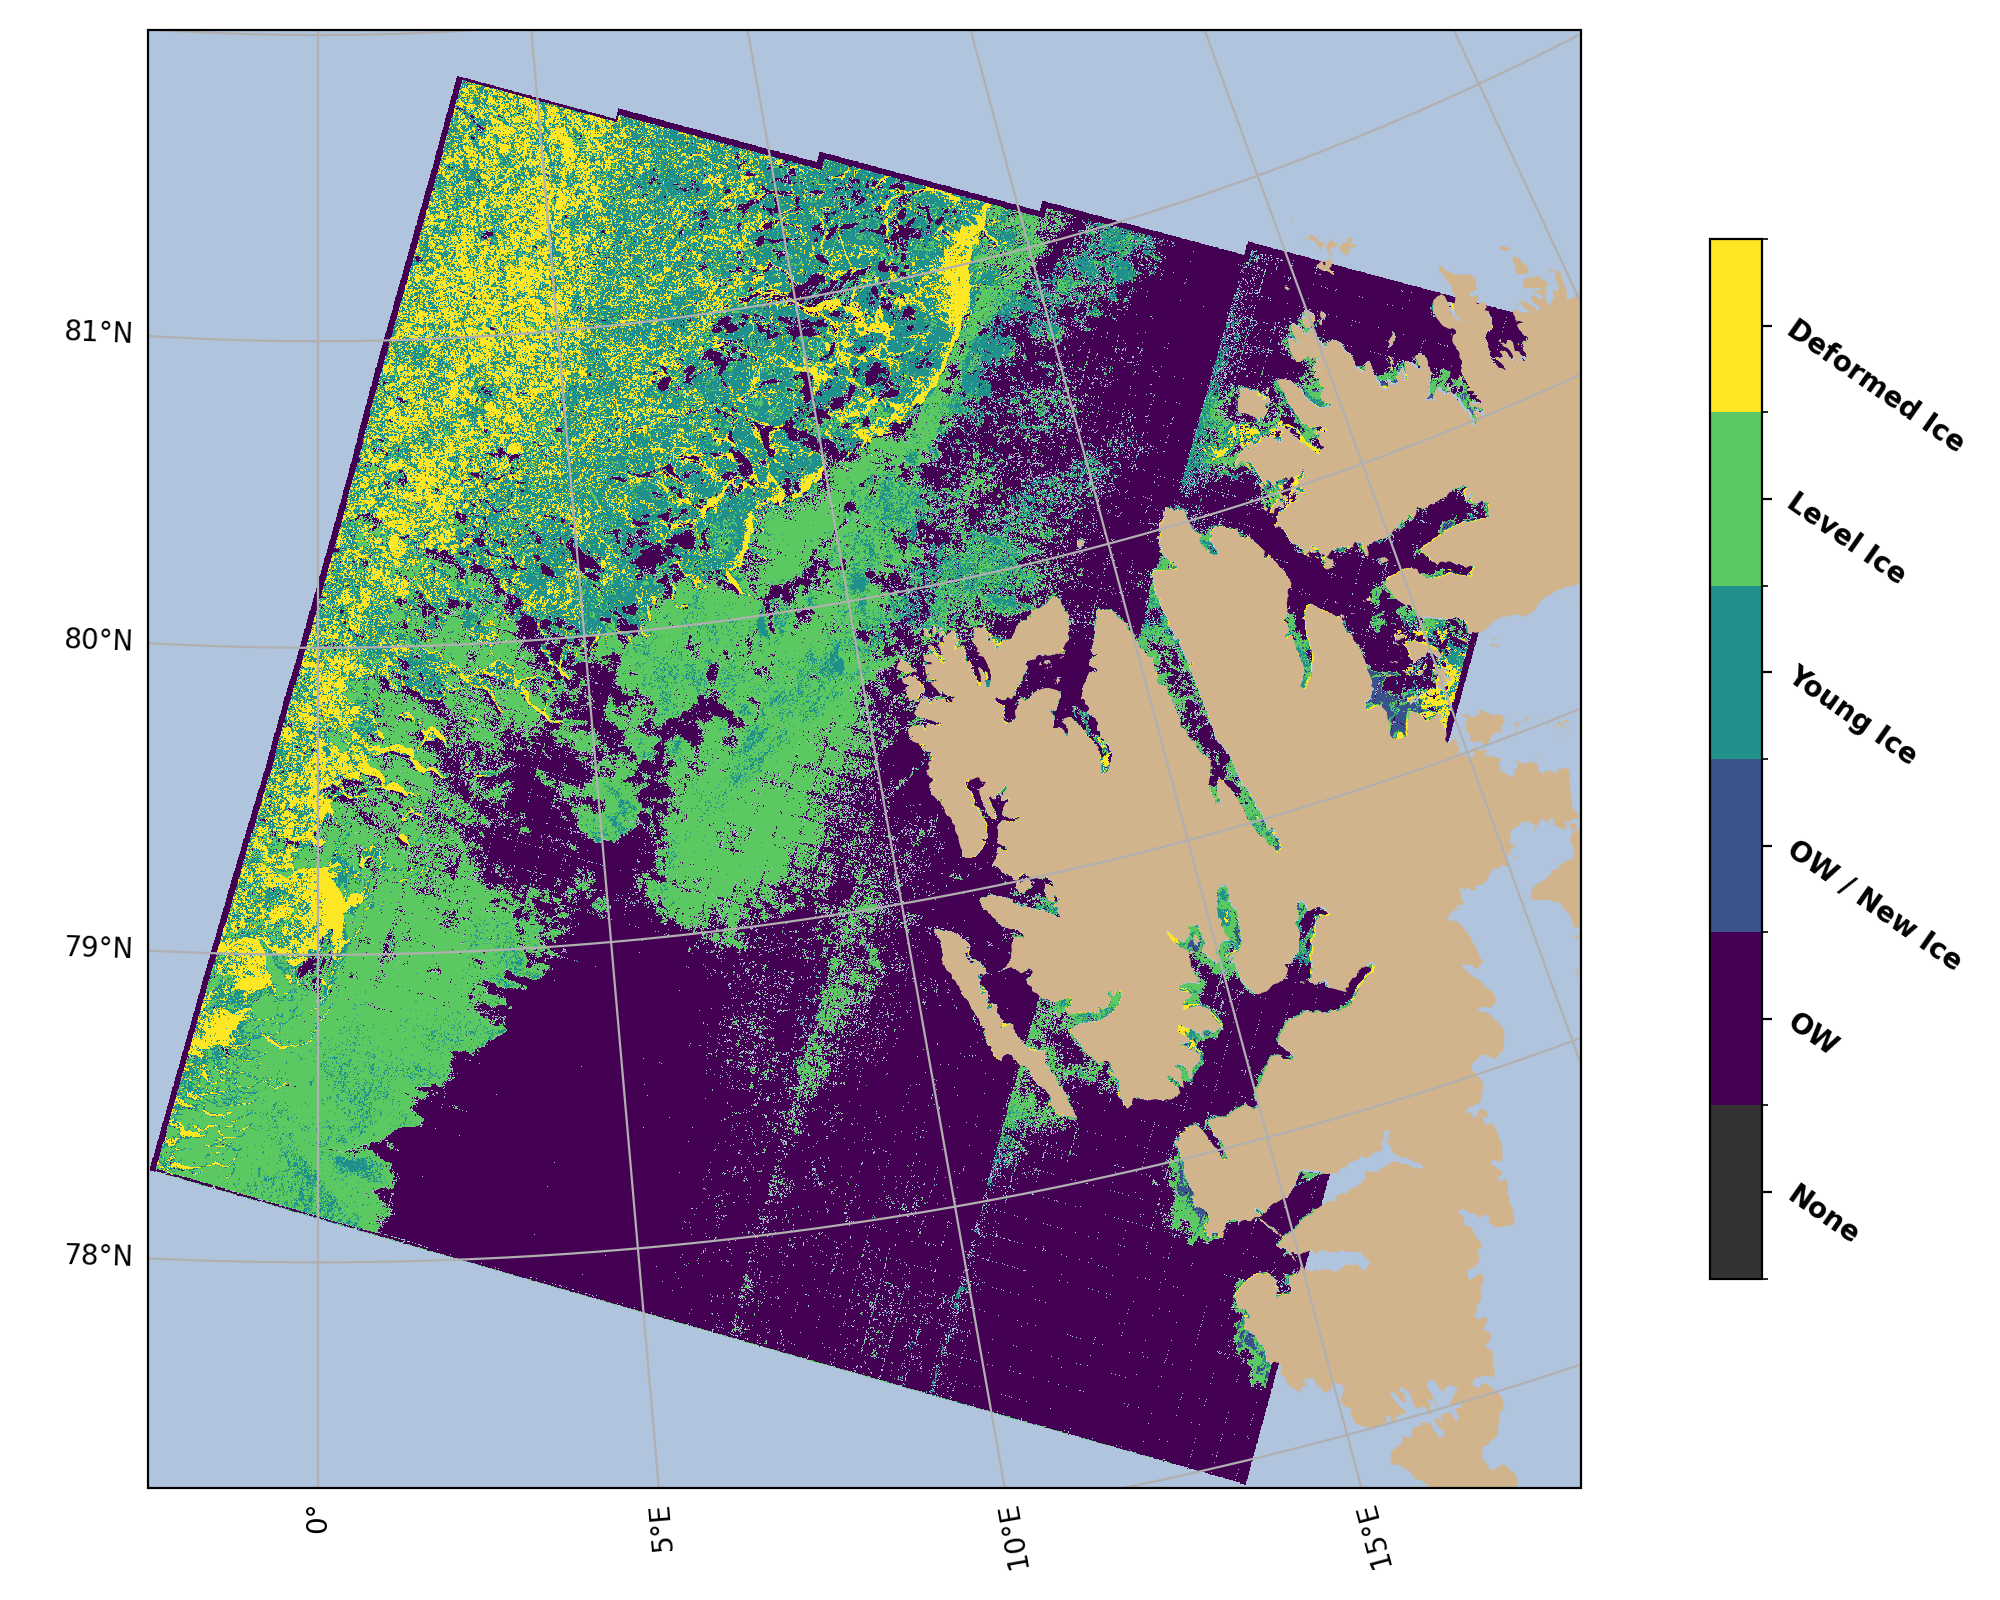 81°N
80°N
79°N
78°N
0°
5°E
10°E
15°E
Deformed Ice
Level Ice
Young Ice
OW / New Ice
OW
None